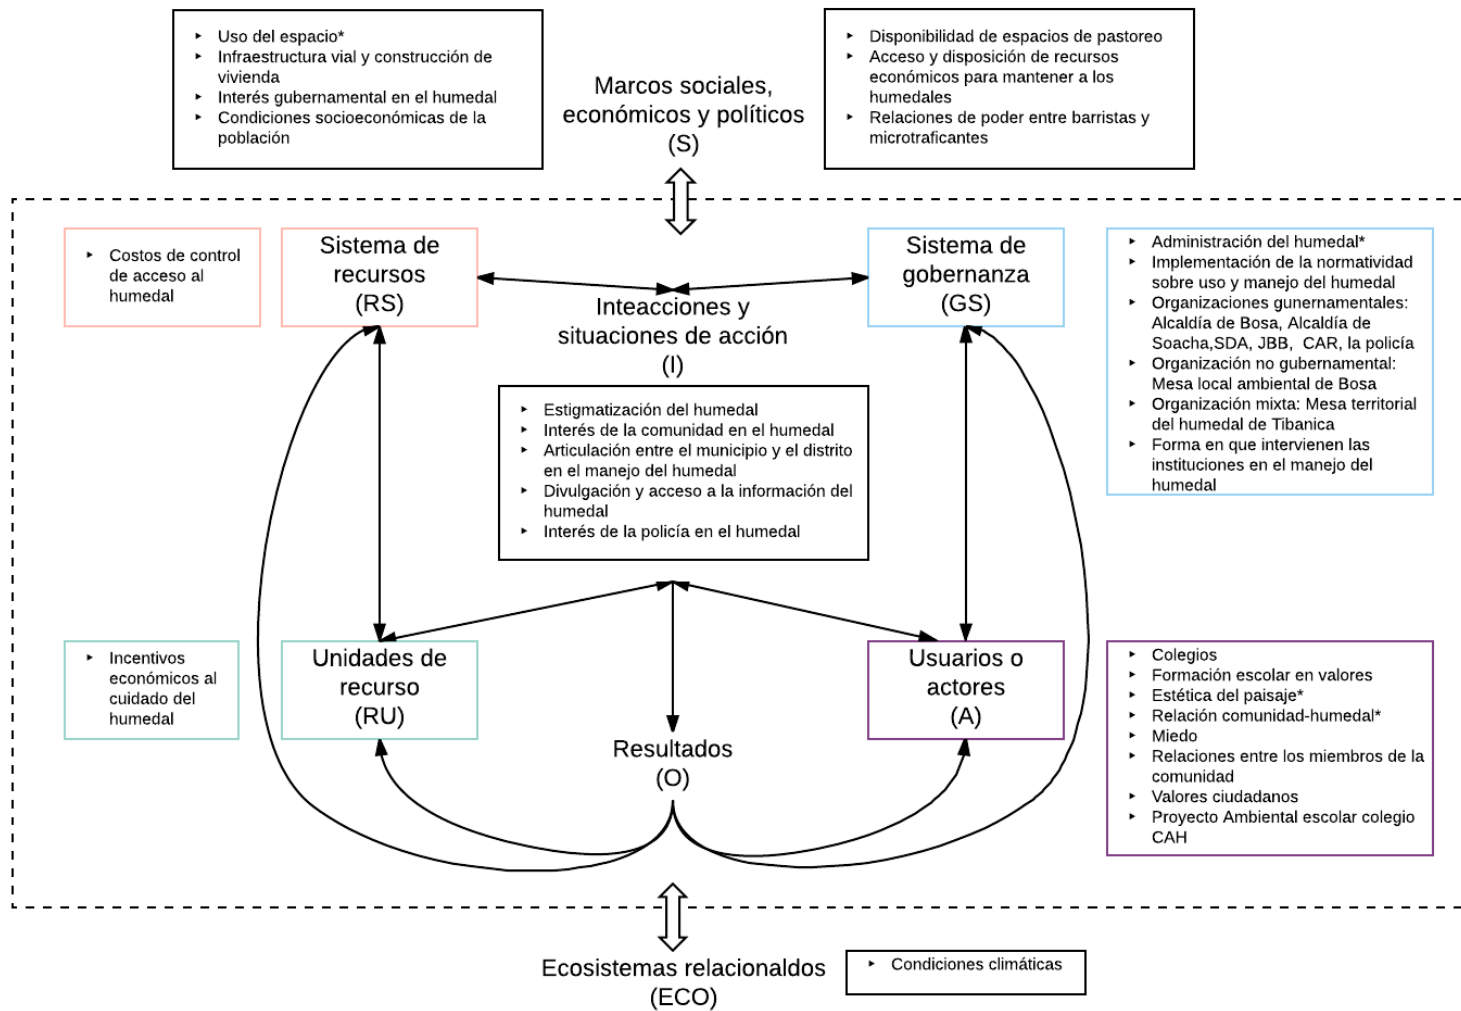 ▸ Uso del espacio*
▸ Infraestructura vial y construcción de
vivienda
▸ Interés gubernamental en el humedal
▸ Condiciones socioeconómicas de la
población
Marcos sociales,
económicos y políticos
(S)
▸ Disponibilidad de espacios de pastoreo
▸ Acceso y disposición de recursos
económicos para mantener a los
humedales
▸ Relaciones de poder entre barristas y
microtraficantes
▸ Costos de control
de acceso al
humedal
Sistema de
recursos
(RS)
Inteacciones y
situaciones de acción
(I)
Sistema de
gobernanza
(GS)
▸ Administración del humedal*
▸ Implementación de la normatividad
sobre uso y manejo del humedal
▸ Organizaciones gunernamentales:
Alcaldía de Bosa, Alcaldía de
Soacha,SDA, JBB, CAR, la policía
▸ Organización no gubernamental:
Mesa local ambiental de Bosa
▸ Organización mixta: Mesa territorial
del humedal de Tibanica
▸ Forma en que intervienen las
instituciones en el manejo del
humedal
▸ Estigmatización del humedal
▸ Interés de la comunidad en el humedal
▸ Articulación entre el municipio y el distrito
en el manejo del humedal
▸ Divulgación y acceso a la información del
humedal
▸ Interés de la policía en el humedal
▸ Incentivos
económicos al
cuidado del
humedal
Unidades de
recurso
(RU)
Resultados
(O)
Usuarios o
actores
(A)
▸ Colegios
▸ Formación escolar en valores
▸ Estética del paisaje*
▸ Relación comunidad-humedal*
▸ Miedo
▸ Relaciones entre los miembros de la
comunidad
▸ Valores ciudadanos
▸ Proyecto Ambiental escolar colegio
CAH
Ecosistemas relacionaldos
(ECO)
▸ Condiciones climáticas